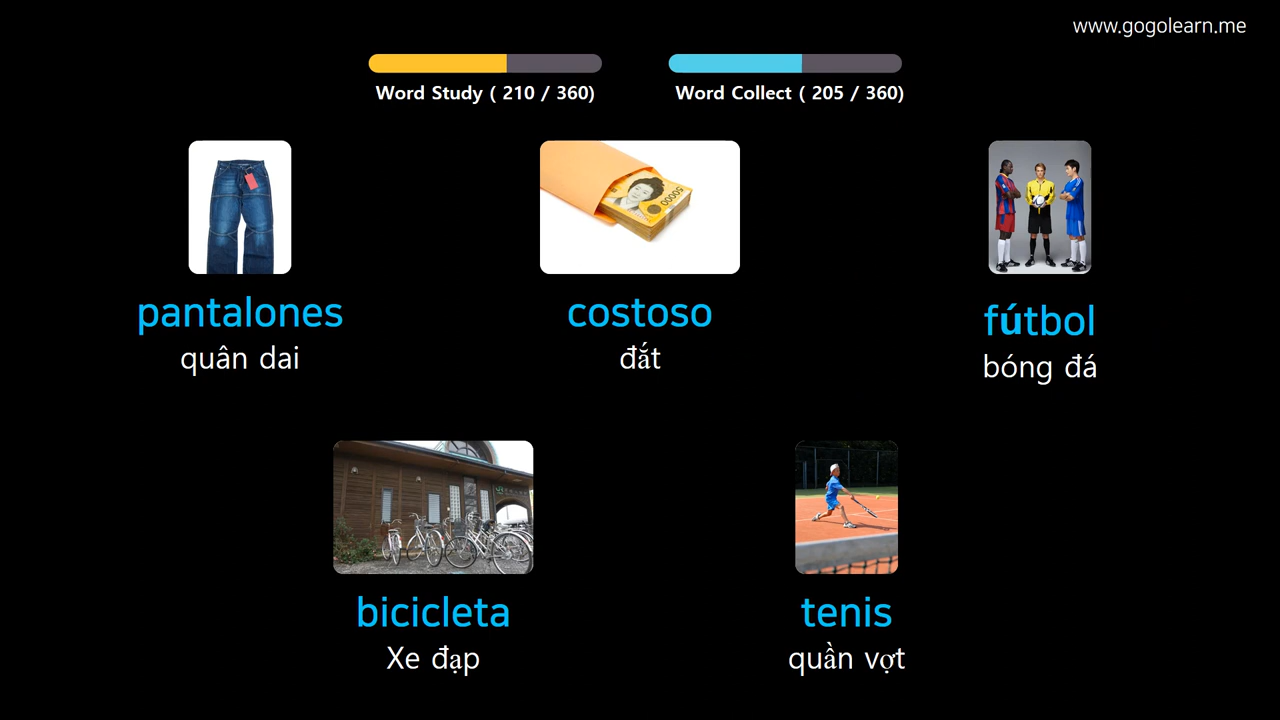 www.gogolearn.me
Word Study ( 210 / 360)
Word Collect ( 205 / 360)
50000
pantalones
quân dai
costoso
đắt
fútbol
bóng đá
bicicleta
Xe đạp
tenis
quần vợt